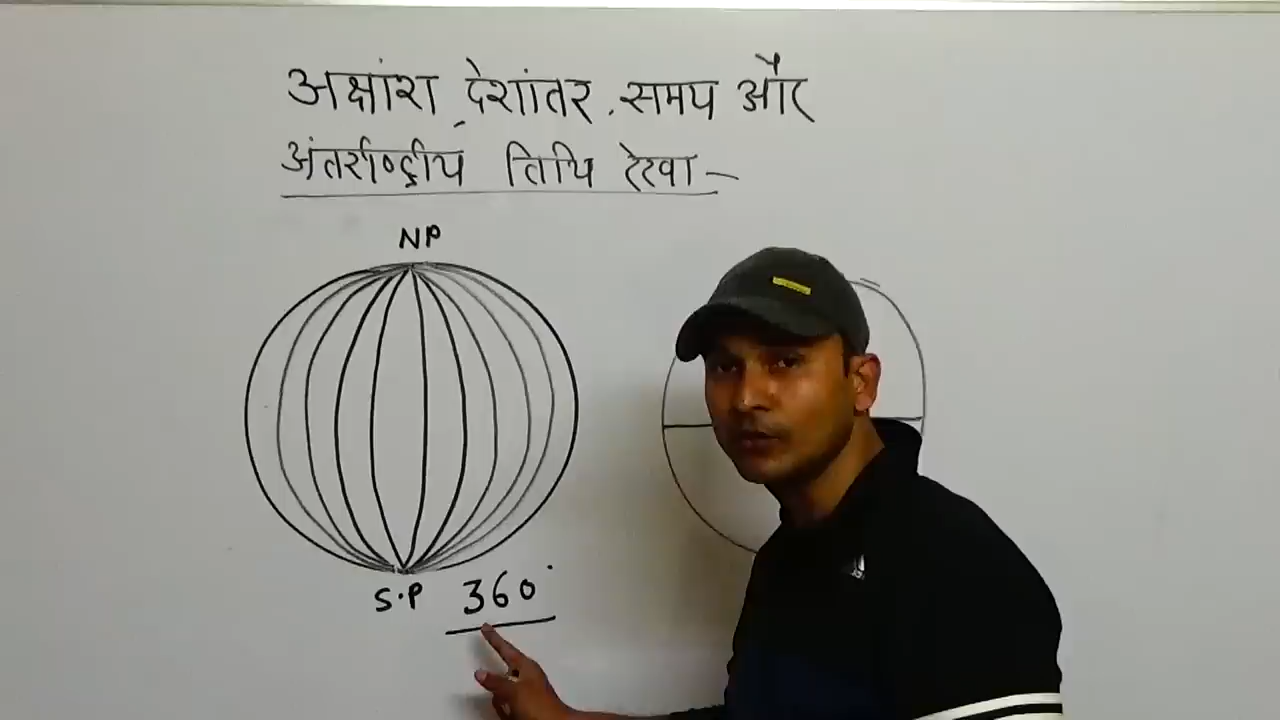 अक्षांश, देशांतर, समय और
अंतर्राष्ट्रीय तिथि रेखा-
NP
S.P 360°